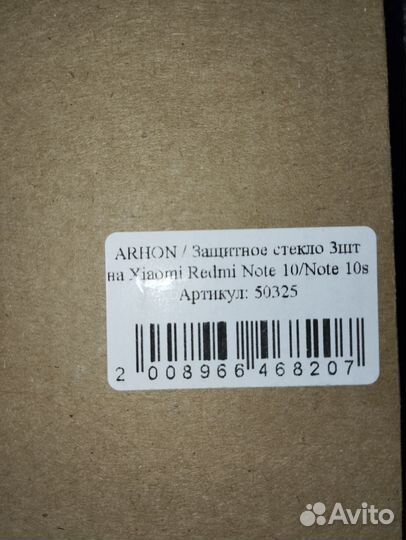 ARHON / Защитное стекло 3шт
на Xiaomi Redmi Note 10/Note 10s
Артикул: 50325
2 008966 468207
Avito